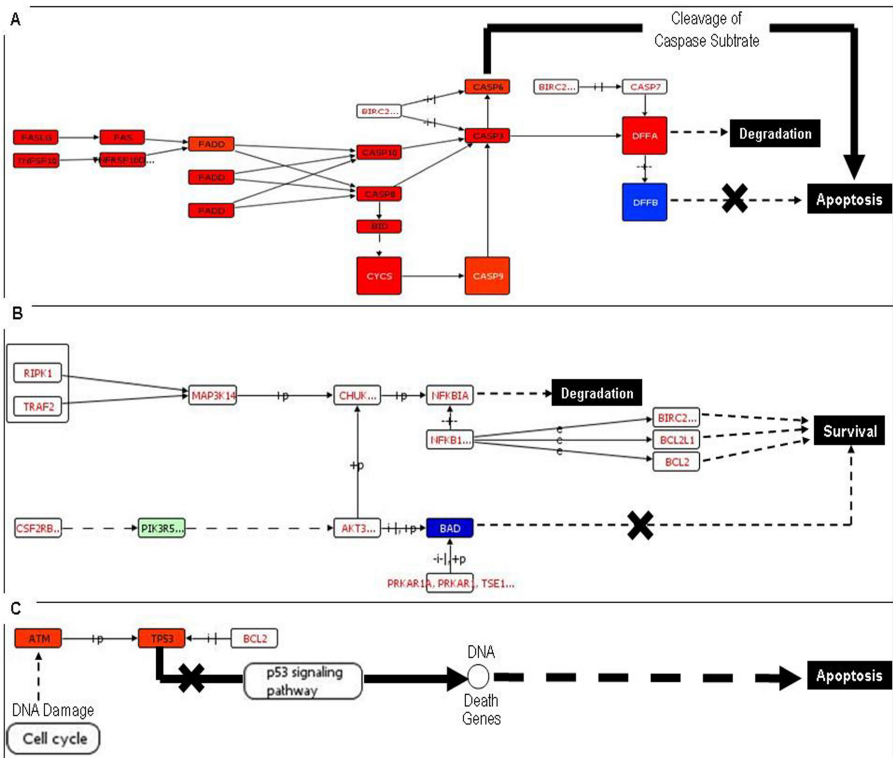 A
Cleavage of
Caspase Subtrate
CASP6
BIRC2...
CASP7
BIRC2...
FASLG
FAS
FADD
CASP3
DFFA
Degradation
TNFSF10
CASP10
FADD
CASP8
FADD
BID
DFFB
Apoptosis
CYCS
CASP9
B
RIPK1
TRAF2
MAP3K14
+p
CHUK...
+p
NFKBIA
Degradation
NFKB1...
e
e
e
BIRC2...
BCL2L1
BCL2
Survival
+p
CSF2RB..
PIK3R5...
AKT3...
-i-|,+p
BAD
-i-|,+p
PRKAR1A, PRKAR1, TSE1...
C
ATM
+p
TP53
BCL2
p53 signaling
pathway
DNA
Death
Genes
Apoptosis
DNA Damage
Cell cycle